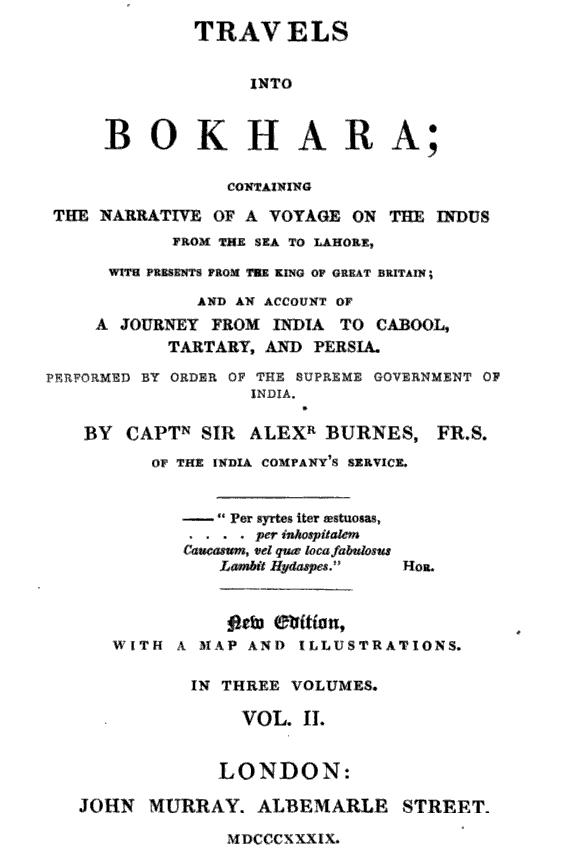 TRAVELS
INTO
BOKHARA;
CONTAINING
THE NARRATIVE OF A VOYAGE ON THE INDUS
FROM THE SEA TO LAHORE,
WITH PRESENTS FROM THE KING OF GREAT BRITAIN;
AND AN ACCOUNT OF
A JOURNEY FROM INDIA TO CABOOL,
TARTARY, AND PERSIA.
PERFORMED BY ORDER OF THE SUPREME GOVERNMENT OF
INDIA.
BY CAPTN SIR ALEXR BURNES, FR.S.
OF THE INDIA COMPANY'S SERVICE.
—— "Per syrtes iter æstuosas,
. . . . per inhospitalem
Caucasum, vel quæ loca fabulosus
Lambit Hydaspes." HOR.
New Edition,
WITH A MAP AND ILLUSTRATIONS.
IN THREE VOLUMES.
VOL. II.
LONDON:
JOHN MURRAY. ALBEMARLE STREET.
MDCCCXXXIX.